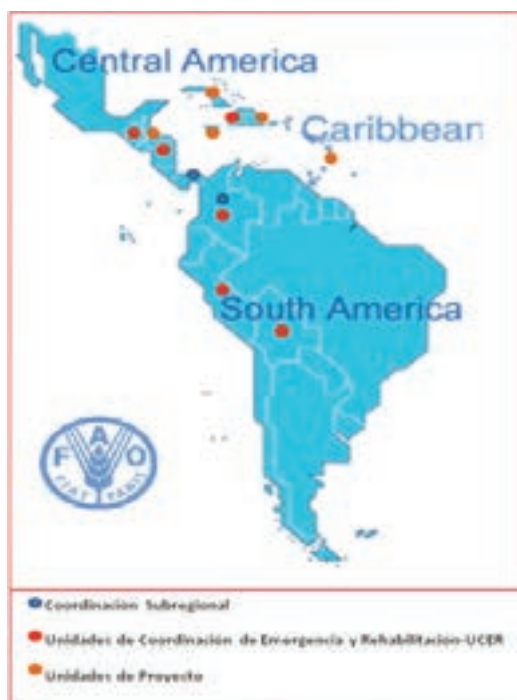 Central America
Caribbean
South America
F A O
FIAT PANIS
Coordinación Subregional
Unidades de Coordinación de Emergencia y Rehabilitación-UCER
Unidades de Proyecto